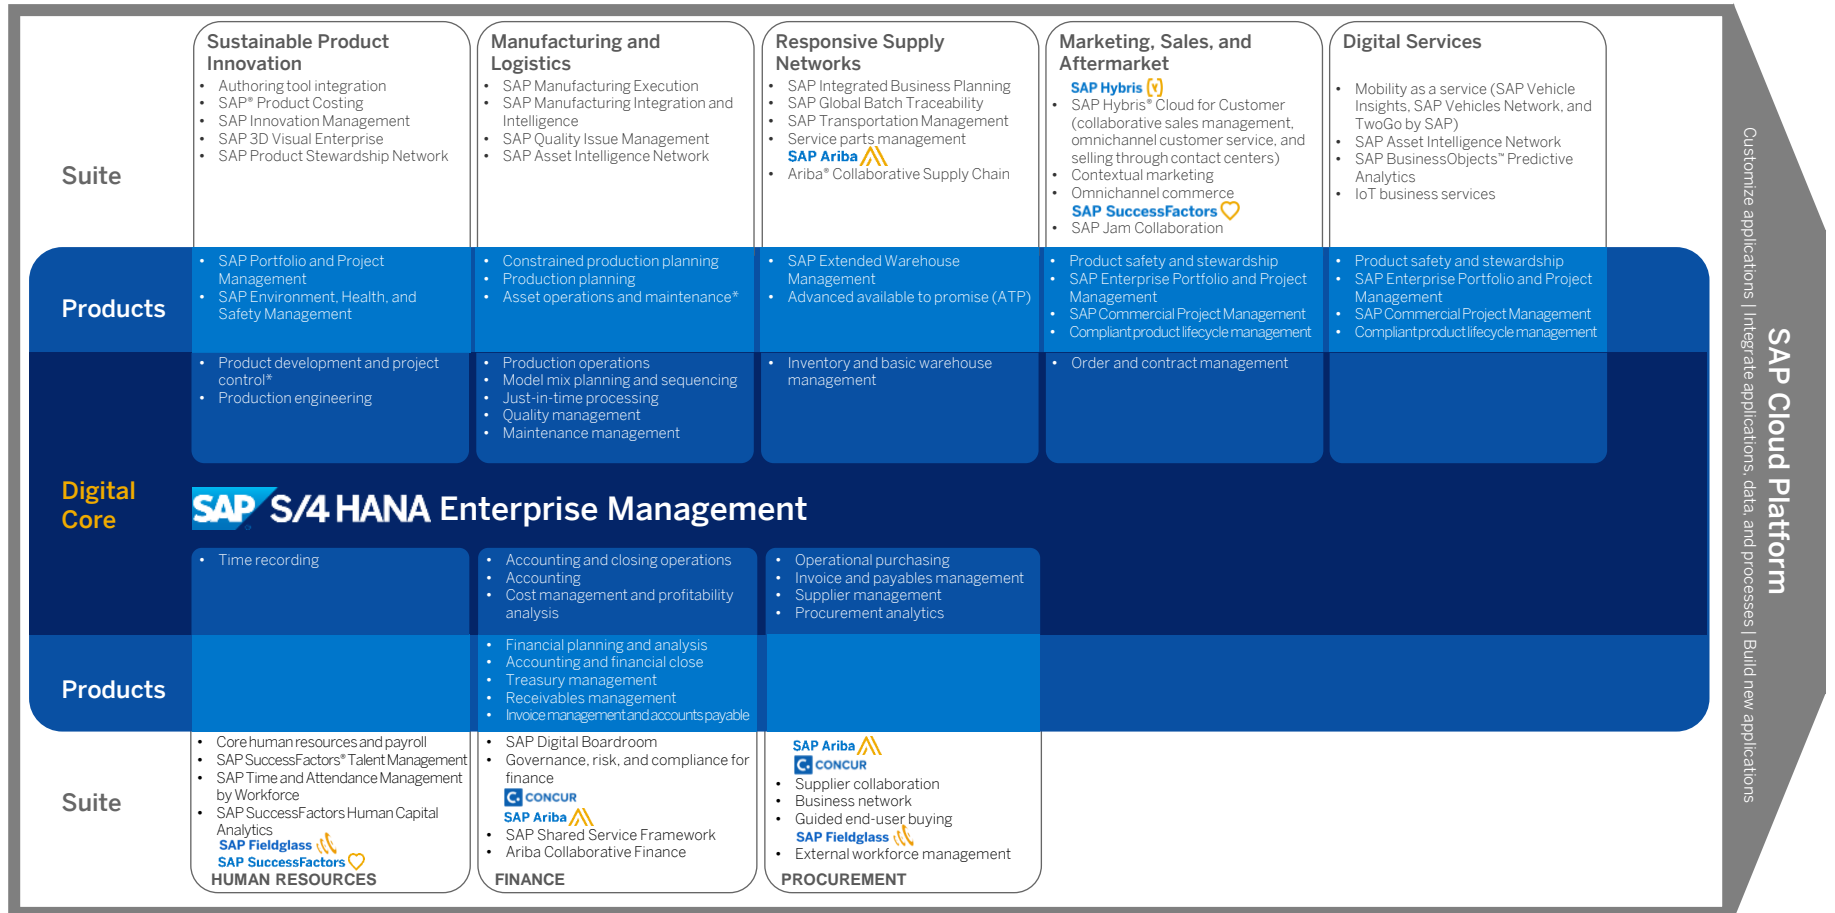 Sustainable Product
Innovation
• Authoring tool integration
• SAP® Product Costing
• SAP Innovation Management
• SAP 3D Visual Enterprise
• SAP Product Stewardship Network
Manufacturing and
Logistics
• SAP Manufacturing Execution
• SAP Manufacturing Integration and
Intelligence
• SAP Quality Issue Management
• SAP Asset Intelligence Network
Responsive Supply
Networks
• SAP Integrated Business Planning
• SAP Global Batch Traceability
• SAP Transportation Management
• Service parts management
SAP Ariba
• Ariba® Collaborative Supply Chain
Marketing, Sales, and
Aftermarket
SAP Hybris (Y)
• SAP Hybris® Cloud for Customer
(collaborative sales management,
omnichannel customer service, and
selling through contact centers)
• Contextual marketing
• Omnichannel commerce
SAP SuccessFactors
• SAP Jam Collaboration
Digital Services
• Mobility as a service (SAP Vehicle
Insights, SAP Vehicles Network, and
TwoGo by SAP)
• SAP Asset Intelligence Network
• SAP BusinessObjects™ Predictive
Analytics
• IoT business services
Suite
Products
• SAP Portfolio and Project
Management
• SAP Environment, Health, and
Safety Management
• Constrained production planning
• Production planning
• Asset operations and maintenance*
• SAP Extended Warehouse
Management
• Advanced available to promise (ATP)
• Product safety and stewardship
• SAP Enterprise Portfolio and Project
Management
• SAP Commercial Project Management
• Compliant product lifecycle management
• Product safety and stewardship
• SAP Enterprise Portfolio and Project
Management
• SAP Commercial Project Management
• Compliant product lifecycle management
• Product development and project
control*
• Production engineering
• Production operations
• Model mix planning and sequencing
• Just-in-time processing
• Quality management
• Maintenance management
• Inventory and basic warehouse
management
• Order and contract management
Digital
Core
SAP S/4 HANA Enterprise Management
• Time recording
• Accounting and closing operations
• Accounting
• Cost management and profitability
analysis
• Operational purchasing
• Invoice and payables management
• Supplier management
• Procurement analytics
Products
• Financial planning and analysis
• Accounting and financial close
• Treasury management
• Receivables management
• Invoice management and accounts payable
Suite
• Core human resources and payroll
• SAP SuccessFactors® Talent Management
• SAP Time and Attendance Management
by Workforce
• SAP SuccessFactors Human Capital
Analytics
SAP Fieldglass
SAP SuccessFactors
HUMAN RESOURCES
• SAP Digital Boardroom
• Governance, risk, and compliance for
finance
C. CONCUR
SAP Ariba
• SAP Shared Service Framework
• Ariba Collaborative Finance
FINANCE
SAP Ariba
C. CONCUR
• Supplier collaboration
• Business network
• Guided end-user buying
SAP Fieldglass
• External workforce management
PROCUREMENT
SAP Cloud Platform
Customize applications | Integrate applications, data, and processes | Build new applications